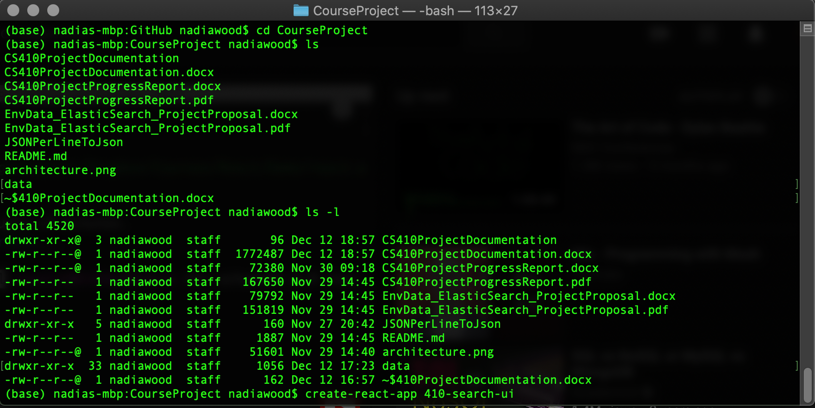 CourseProject — -bash — 113×27
(base) nadias-mbp:GitHub nadiawood$ cd CourseProject
(base) nadias-mbp:CourseProject nadiawood$ ls
CS410ProjectDocumentation
CS410ProjectDocumentation.docx
CS410ProjectProgressReport.docx
CS410ProjectProgressReport.pdf
EnvData_ElasticSearch_ProjectProposal.docx
EnvData_ElasticSearch_ProjectProposal.pdf
JSONPerLineToJson
README.md
architecture.png
[data ]
[~$410ProjectDocumentation.docx ]
(base) nadias-mbp:CourseProject nadiawood$ ls -l
total 4520
drwxr-xr-x@  3 nadiawood  staff       96 Dec 12 18:57 CS410ProjectDocumentation
-rw-r--r--@  1 nadiawood  staff  1772487 Dec 12 18:57 CS410ProjectDocumentation.docx
-rw-r--r--@  1 nadiawood  staff    72380 Nov 30 09:18 CS410ProjectProgressReport.docx
-rw-r--r--   1 nadiawood  staff   167650 Nov 29 14:45 CS410ProjectProgressReport.pdf
-rw-r--r--   1 nadiawood  staff    79792 Nov 29 14:45 EnvData_ElasticSearch_ProjectProposal.docx
-rw-r--r--   1 nadiawood  staff   151819 Nov 29 14:45 EnvData_ElasticSearch_ProjectProposal.pdf
drwxr-xr-x   5 nadiawood  staff      160 Nov 27 20:42 JSONPerLineToJson
-rw-r--r--   1 nadiawood  staff     1887 Nov 29 14:45 README.md
-rw-r--r--@  1 nadiawood  staff    51601 Nov 29 14:40 architecture.png
[drwxr-xr-x  33 nadiawood  staff     1056 Dec 12 17:23 data ]
-rw-r--r--@  1 nadiawood  staff      162 Dec 12 16:57 ~$410ProjectDocumentation.docx
(base) nadias-mbp:CourseProject nadiawood$ create-react-app 410-search-ui